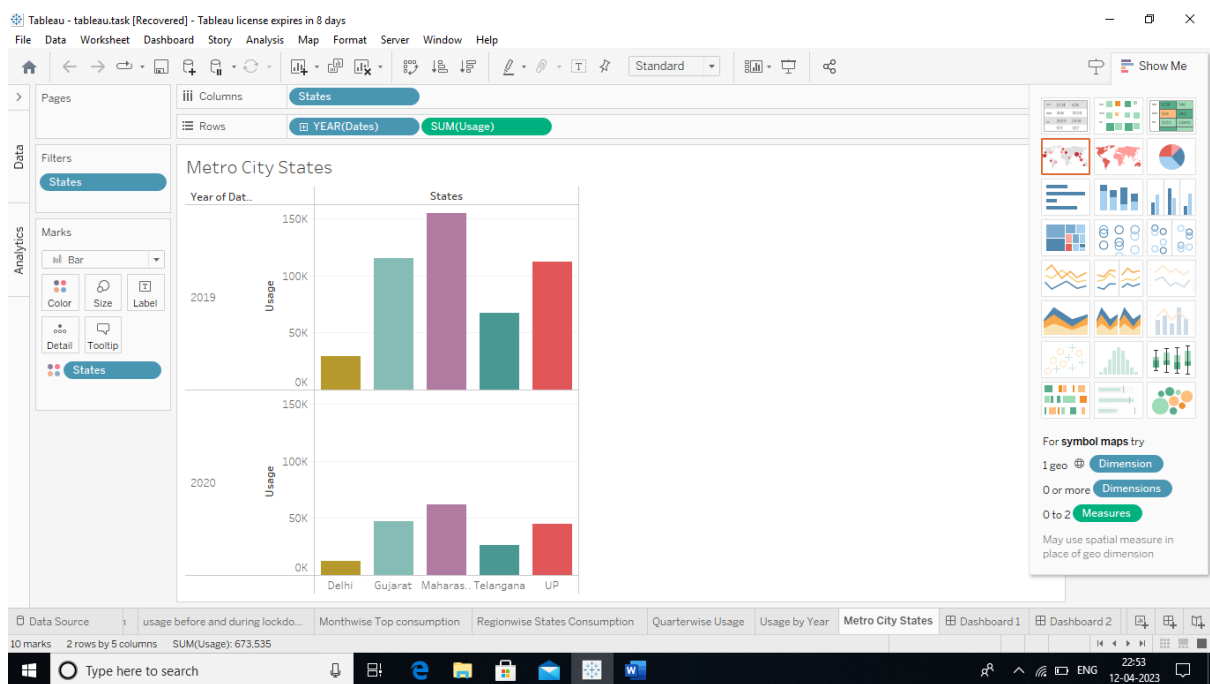 Tableau - tableau.task [Recovered] - Tableau license expires in 8 days
File Data Worksheet Dashboard Story Analysis Map Format Server Window Help
Standard
Show Me
Pages
Columns States
Rows YEAR(Dates) SUM(Usage)
Data
Analytics
Filters
States
Marks
Bar
Color Size Label
Detail Tooltip
States
Metro City States
Year of Dat.. States
2019
Usage
150K
100K
50K
0K
2020
Usage
150K
100K
50K
0K
Delhi Gujarat Maharas.. Telangana UP
For symbol maps try
1 geo Dimension
0 or more Dimensions
0 to 2 Measures
May use spatial measure in
place of geo dimension
Data Source usage before and during lockdo... Monthwise Top consumption Regionwise States Consumption Quarterwise Usage Usage by Year Metro City States Dashboard 1 Dashboard 2
10 marks 2 rows by 5 columns SUM(Usage): 673,535
Type here to search
ENG
22:53
12-04-2023